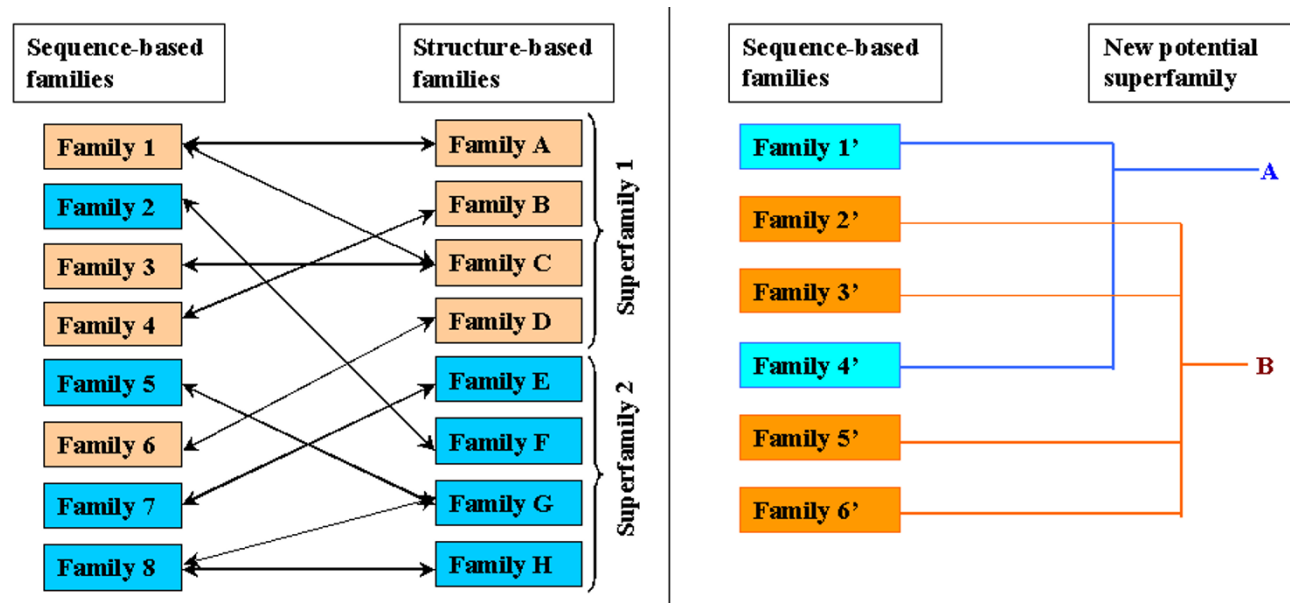 Sequence-based
families
Structure-based
families
Family 1
Family 2
Family 3
Family 4
Family 5
Family 6
Family 7
Family 8
Family A
Family B
Family C
Family D
Family E
Family F
Family G
Family H
Superfamily 1
Superfamily 2
Sequence-based
families
New potential
superfamily
Family 1’
Family 2’
Family 3’
Family 4’
Family 5’
Family 6’
A
B